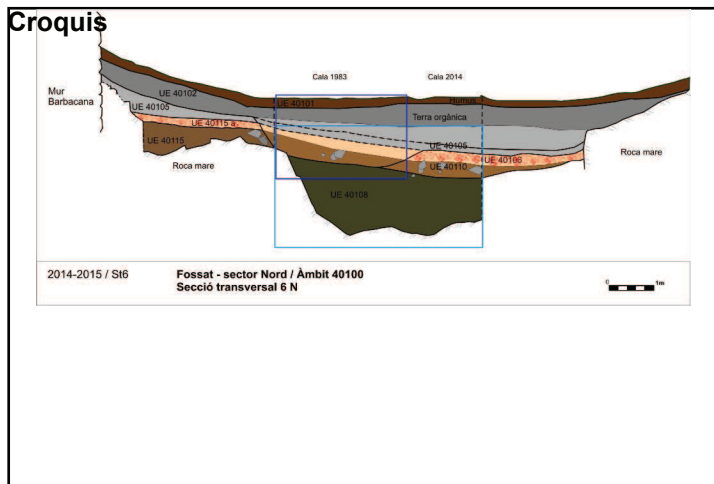 Croquis
Cala 1983
Cala 2014
Mur
Barbacana
UE 40102
UE 40101
Humus
UE 40105
Terra orgànica
UE 40115 a
UE 40105
UE 40115
UE 40106
Roca mare
UE 40110
Roca mare
UE 40108
2014-2015 / St6
Fossat - sector Nord / Àmbit 40100
Secció transversal 6 N
0
1m